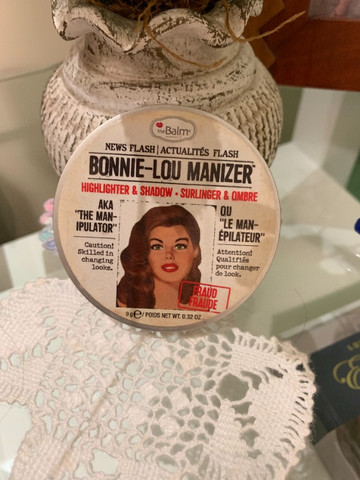 theBalm®
NEWS FLASH | ACTUALITÉS FLASH
BONNIE-LOU MANIZER®
HIGHLIGHTER & SHADOW • SURLINGER & OMBRE
AKA
"THE MAN-
IPULATOR"
Caution!
Skilled in
changing
looks.
OU
"LE MAN-
ÉPILATEUR"
Attention!
Qualifiés
pour changer
de look.
FRAUD
FRAUDE
9 g e / POIDS NET WT. 0.32 OZ.